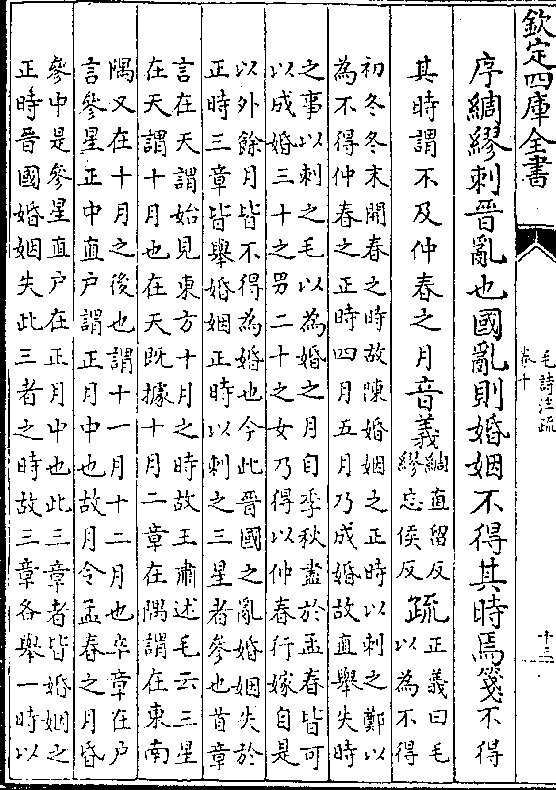 欽定四庫全書
毛詩注疏
卷十
十三
序綢繆刺晉亂也國亂則婚姻不得其時焉箋不得
其時謂不及仲春之月音義綢直留反繆忘侯反疏正義曰毛以為不得
初冬冬末開春之時故陳婚姻之正時以刺之鄭以
為不得仲春之正時四月五月乃成婚故直舉失時
之事以刺之毛以為婚之月自季秋盡於孟春皆可
以成婚三十之男二十之女乃得以仲春行嫁自是
以外餘月皆不得為婚也今此晉國之亂婚姻失於
正時三章皆舉婚姻正時以刺之三星者參也首章
言在天謂始見東方十月之時故王肅述毛云三星
在天謂十月也在天既據十月二章在隅謂在東南
隅又在十月之後也謂十一月十二月也卒章在户
言參星正中直户謂正月中也故月令孟春之月昏
參中是參星直户在正月中也此三章者皆婚姻之
正時晉國婚姻失此三者之時故三章各舉一時以